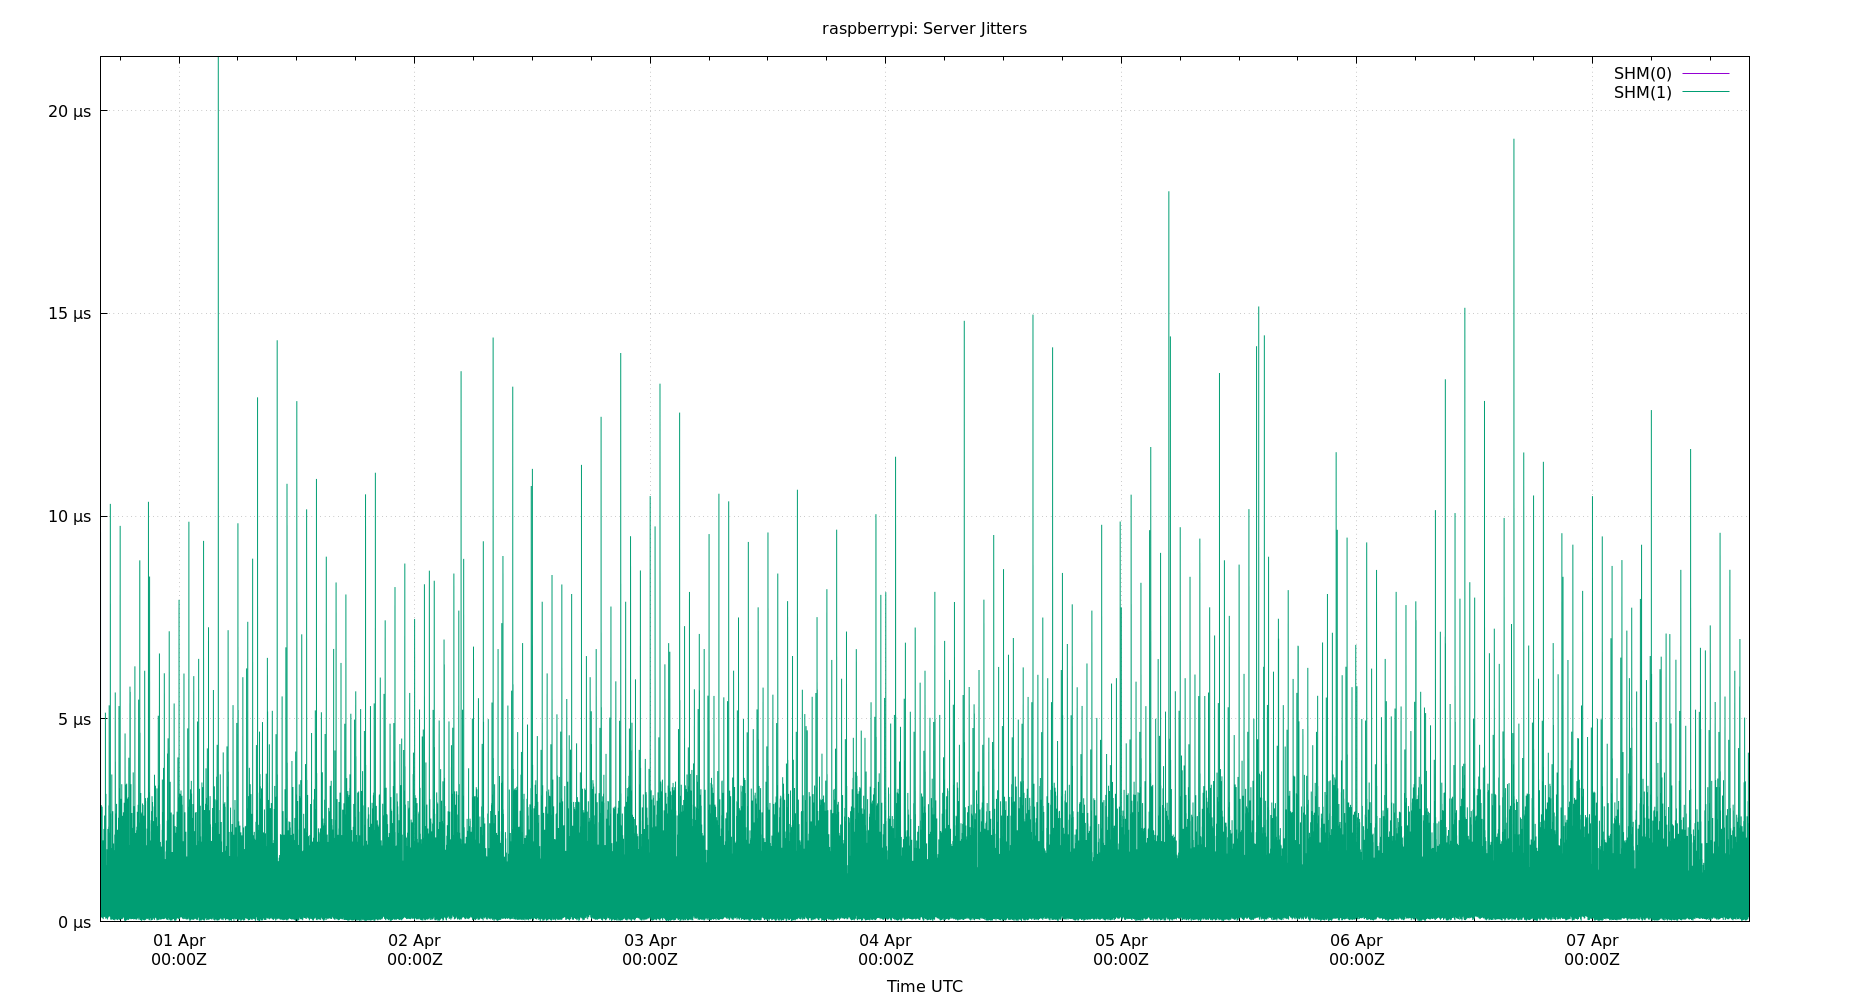 raspberrypi: Server Jitters
SHM(0)
SHM(1)
20 µs
15 µs
10 µs
5 µs
0 µs
01 Apr 02 Apr 03 Apr 04 Apr 05 Apr 06 Apr 07 Apr
00:00Z 00:00Z 00:00Z 00:00Z 00:00Z 00:00Z 00:00Z
Time UTC